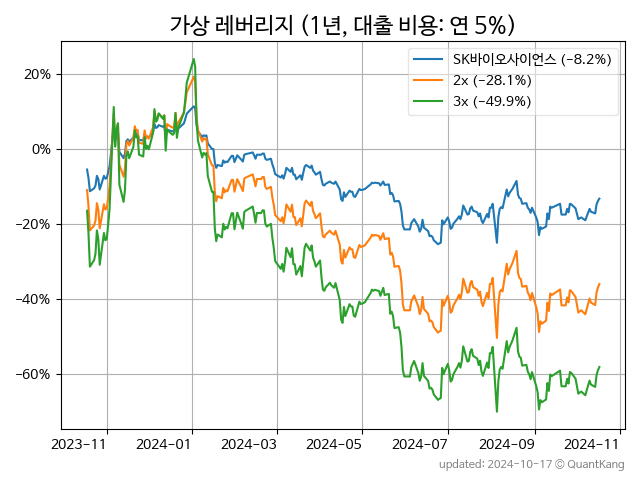 가상 레버리지 (1년, 대출 비용: 연 5%)
SK바이오사이언스 (−8.2%)
2x (−28.1%)
3x (−49.9%)
20%
0%
−20%
−40%
−60%
2023−11 2024−01 2024−03 2024−05 2024−07 2024−09 2024−11
updated: 2024-10-17 © QuantKang